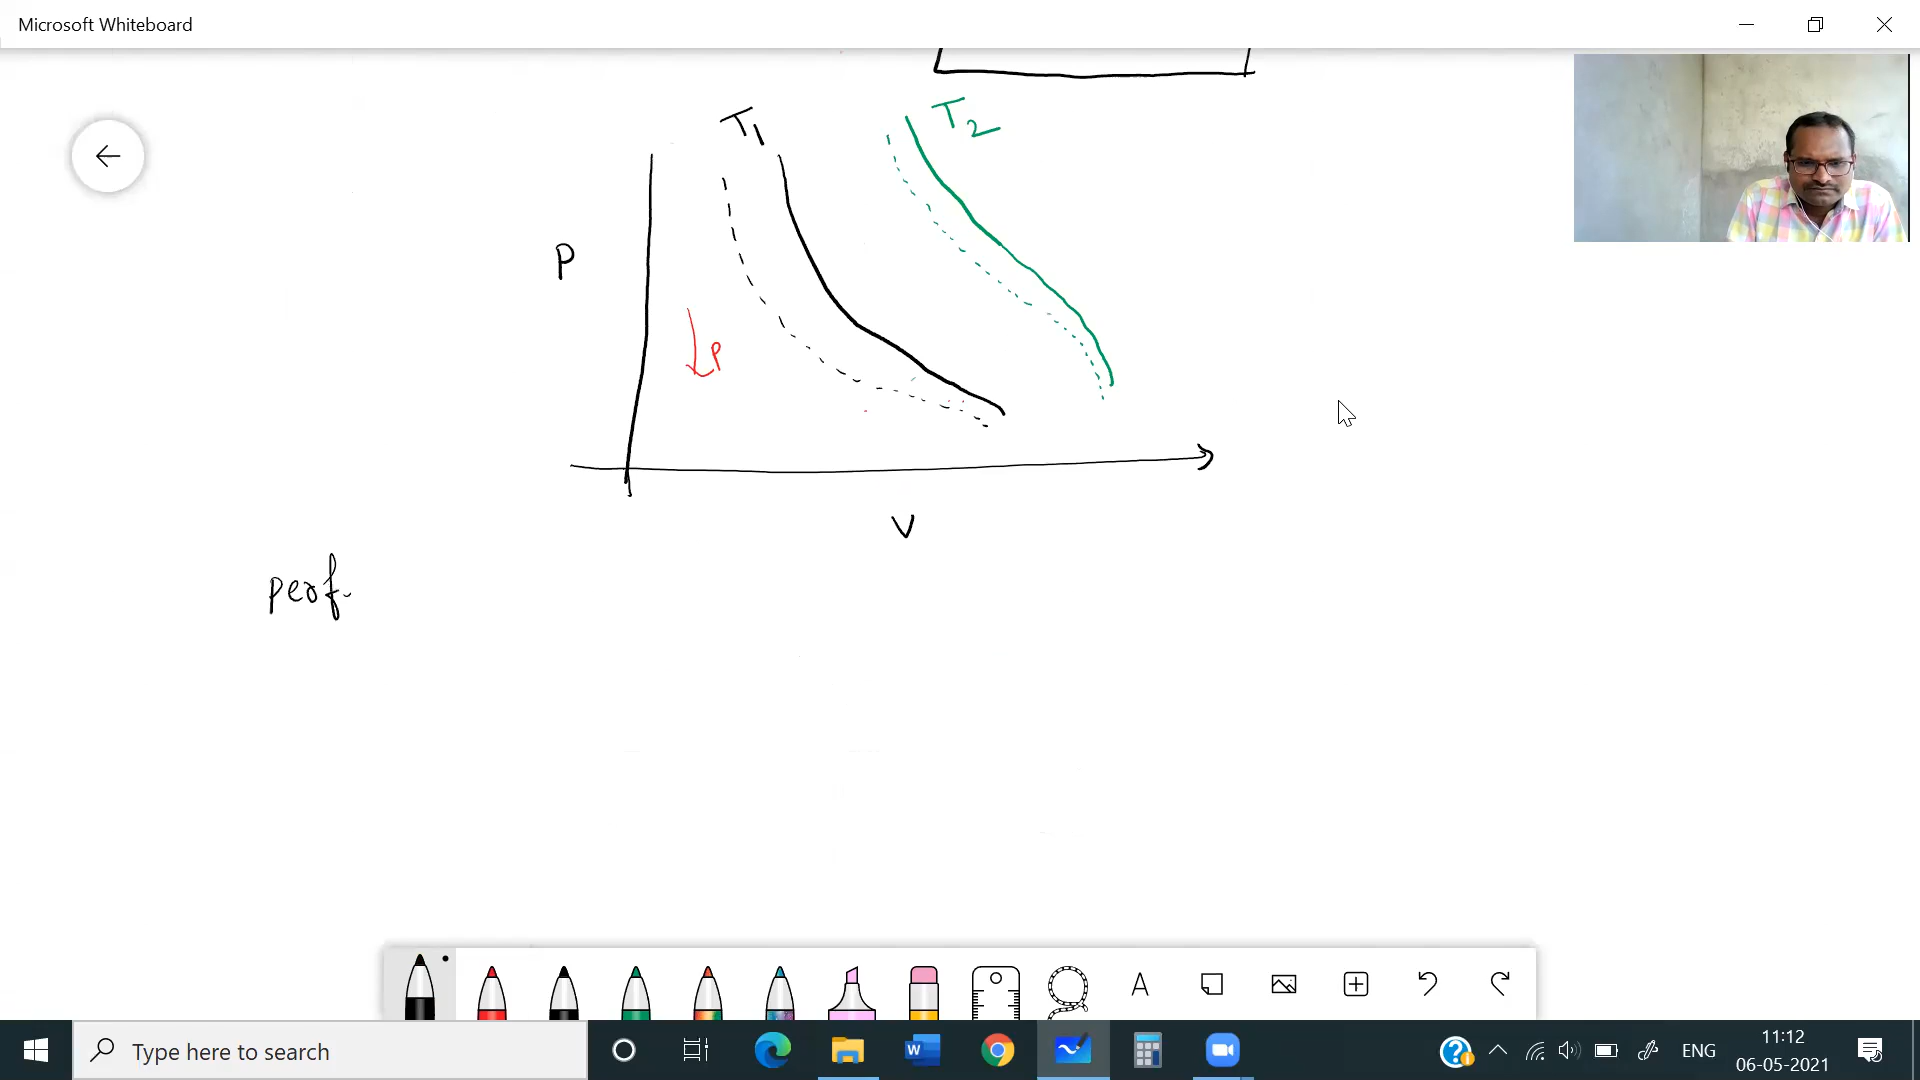 Microsoft Whiteboard
T1
T2
P
P
V
perf.
A
Type here to search
ENG
11:12
06-05-2021